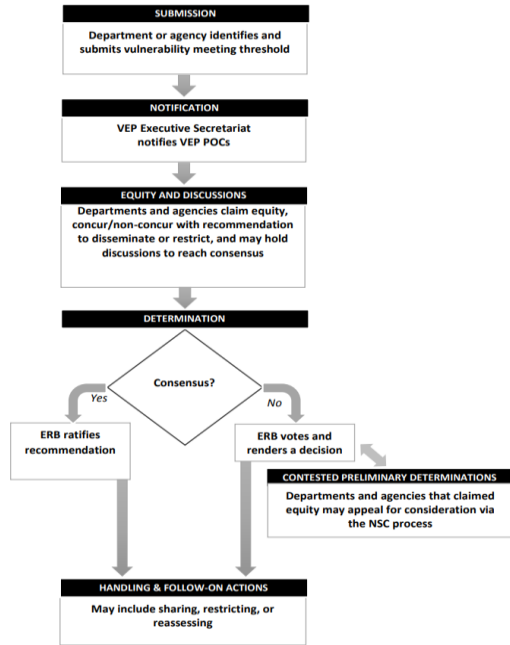 SUBMISSION
Department or agency identifies and
submits vulnerability meeting threshold
NOTIFICATION
VEP Executive Secretariat
notifies VEP POCs
EQUITY AND DISCUSSIONS
Departments and agencies claim equity,
concur/non-concur with recommendation
to disseminate or restrict, and may hold
discussions to reach consensus
DETERMINATION
Consensus?
Yes
No
ERB ratifies
recommendation
ERB votes and
renders a decision
CONTESTED PRELIMINARY DETERMINATIONS
Departments and agencies that claimed
equity may appeal for consideration via
the NSC process
HANDLING & FOLLOW-ON ACTIONS
May include sharing, restricting, or
reassessing